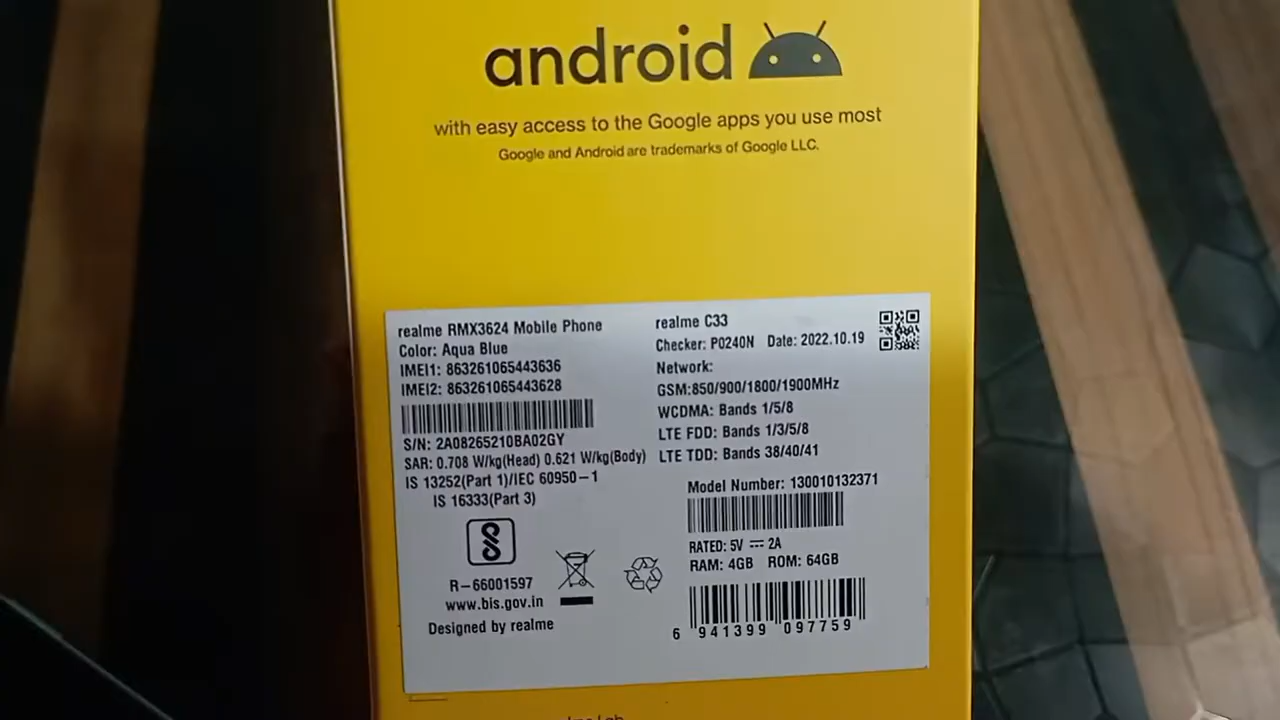 android
with easy access to the Google apps you use most
Google and Android are trademarks of Google LLC.
realme RMX3624 Mobile Phone
Color: Aqua Blue
IMEI1: 863261065443636
IMEI2: 863261065443628
S/N: 2A08265210BA02GY
SAR: 0.708 W/kg(Head) 0.621 W/kg(Body)
IS 13252(Part 1)/IEC 60950-1
IS 16333(Part 3)
R-66001597
www.bis.gov.in
Designed by realme
realme C33
Checker: P0240N Date: 2022.10.19
Network:
GSM:850/900/1800/1900MHz
WCDMA: Bands 1/5/8
LTE FDD: Bands 1/3/5/8
LTE TDD: Bands 38/40/41
Model Number: 130010132371
RATED: 5V ⎓ 2A
RAM: 4GB ROM: 64GB
6 941399 097759